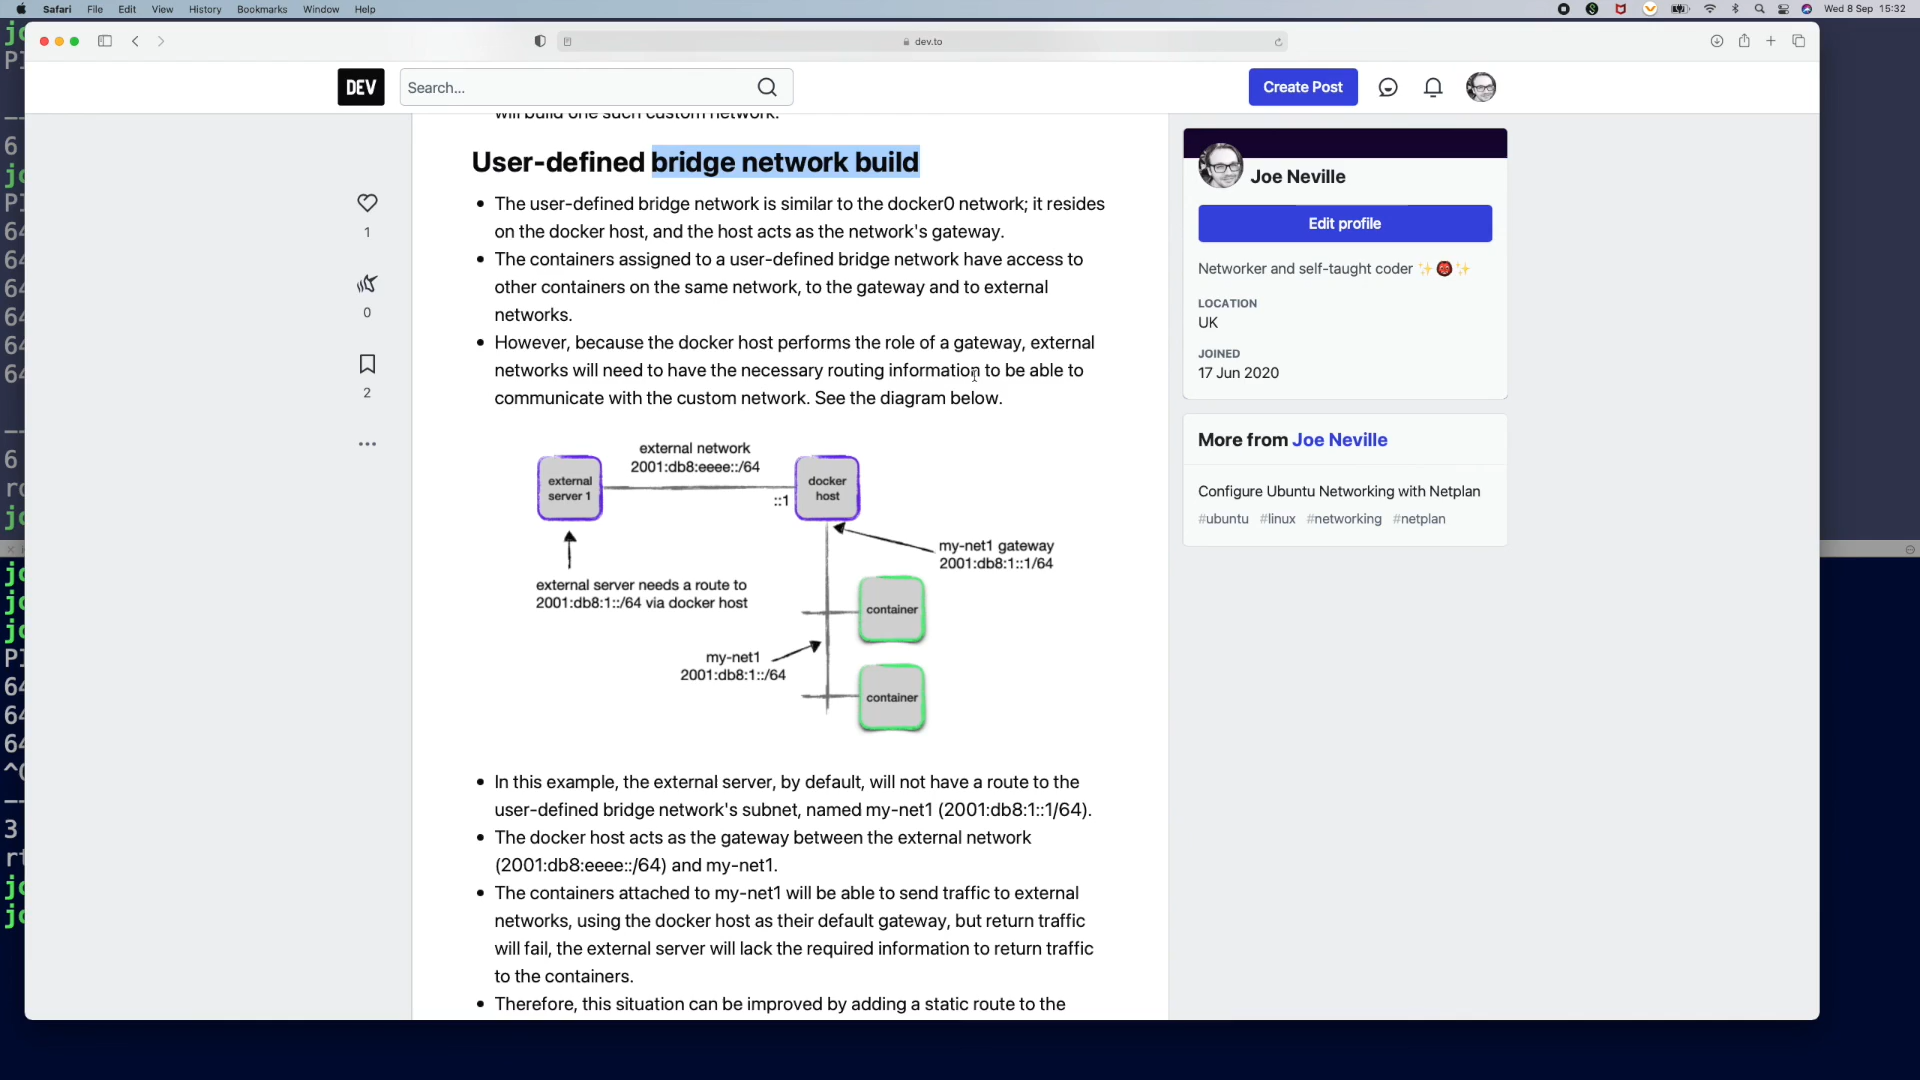 Safari File Edit View History Bookmarks Window Help
Wed 8 Sep 15:32
dev.to
DEV
Search...
Create Post
will build one such custom network.
User-defined bridge network build
• The user-defined bridge network is similar to the docker0 network; it resides
on the docker host, and the host acts as the network's gateway.
• The containers assigned to a user-defined bridge network have access to
other containers on the same network, to the gateway and to external
networks.
• However, because the docker host performs the role of a gateway, external
networks will need to have the necessary routing information to be able to
communicate with the custom network. See the diagram below.
1
0
2
external network
2001:db8:eeee::/64
external
server 1
::1
docker
host
my-net1 gateway
2001:db8:1::1/64
external server needs a route to
2001:db8:1::/64 via docker host
container
my-net1
2001:db8:1::/64
container
• In this example, the external server, by default, will not have a route to the
user-defined bridge network's subnet, named my-net1 (2001:db8:1::1/64).
• The docker host acts as the gateway between the external network
(2001:db8:eeee::/64) and my-net1.
• The containers attached to my-net1 will be able to send traffic to external
networks, using the docker host as their default gateway, but return traffic
will fail, the external server will lack the required information to return traffic
to the containers.
• Therefore, this situation can be improved by adding a static route to the
Joe Neville
Edit profile
Networker and self-taught coder ✨👹✨
LOCATION
UK
JOINED
17 Jun 2020
More from Joe Neville
Configure Ubuntu Networking with Netplan
#ubuntu #linux #networking #netplan